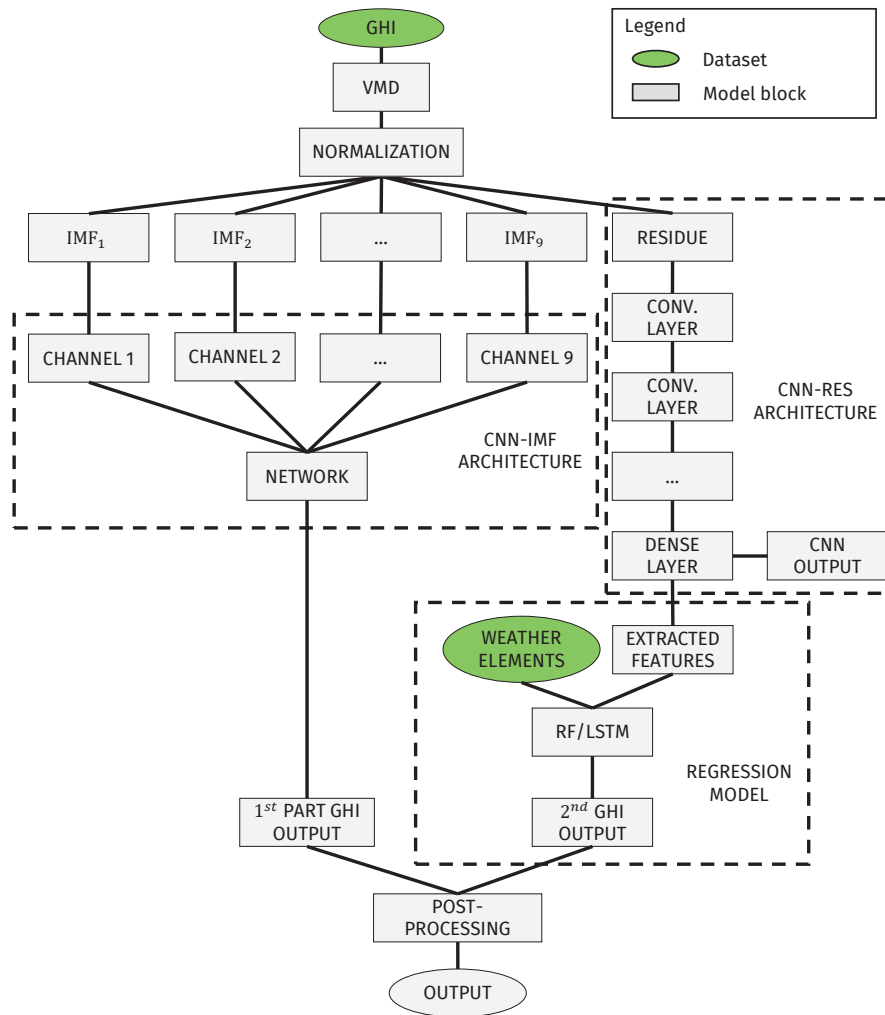 GHI
Legend
Dataset
Model block
VMD
NORMALIZATION
IMF₁
IMF₂
...
IMF₉
RESIDUE
CONV.
LAYER
CHANNEL 1
CHANNEL 2
...
CHANNEL 9
CONV.
LAYER
CNN-RES
ARCHITECTURE
CNN-IMF
ARCHITECTURE
NETWORK
...
DENSE
LAYER
CNN
OUTPUT
WEATHER
ELEMENTS
EXTRACTED
FEATURES
RF/LSTM
REGRESSION
MODEL
1ˢᵗ PART GHI
OUTPUT
2ⁿᵈ GHI
OUTPUT
POST-
PROCESSING
OUTPUT